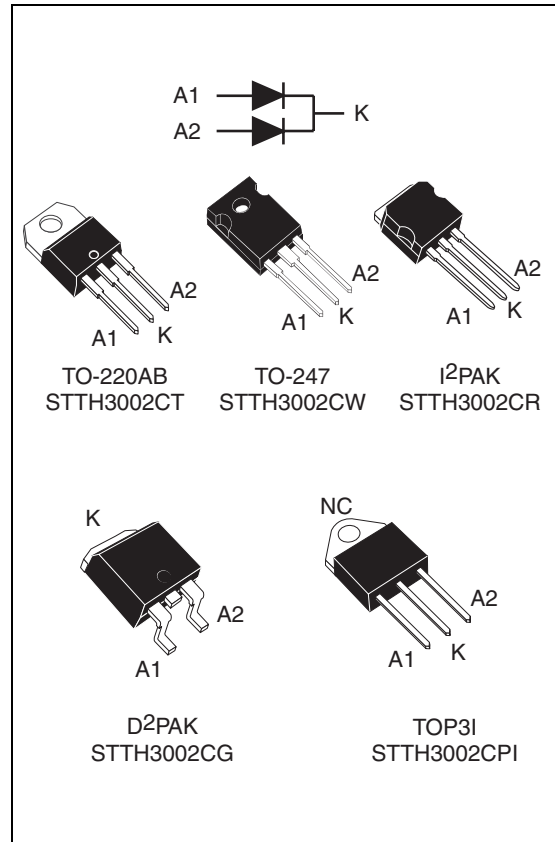 A1
K
A2
A2
A1 K
TO-220AB
STTH3002CT
A2
A1 K
TO-247
STTH3002CW
A2
K
A1
I²PAK
STTH3002CR
K
A2
A1
D²PAK
STTH3002CG
NC
A2
A1 K
TOP3I
STTH3002CPI